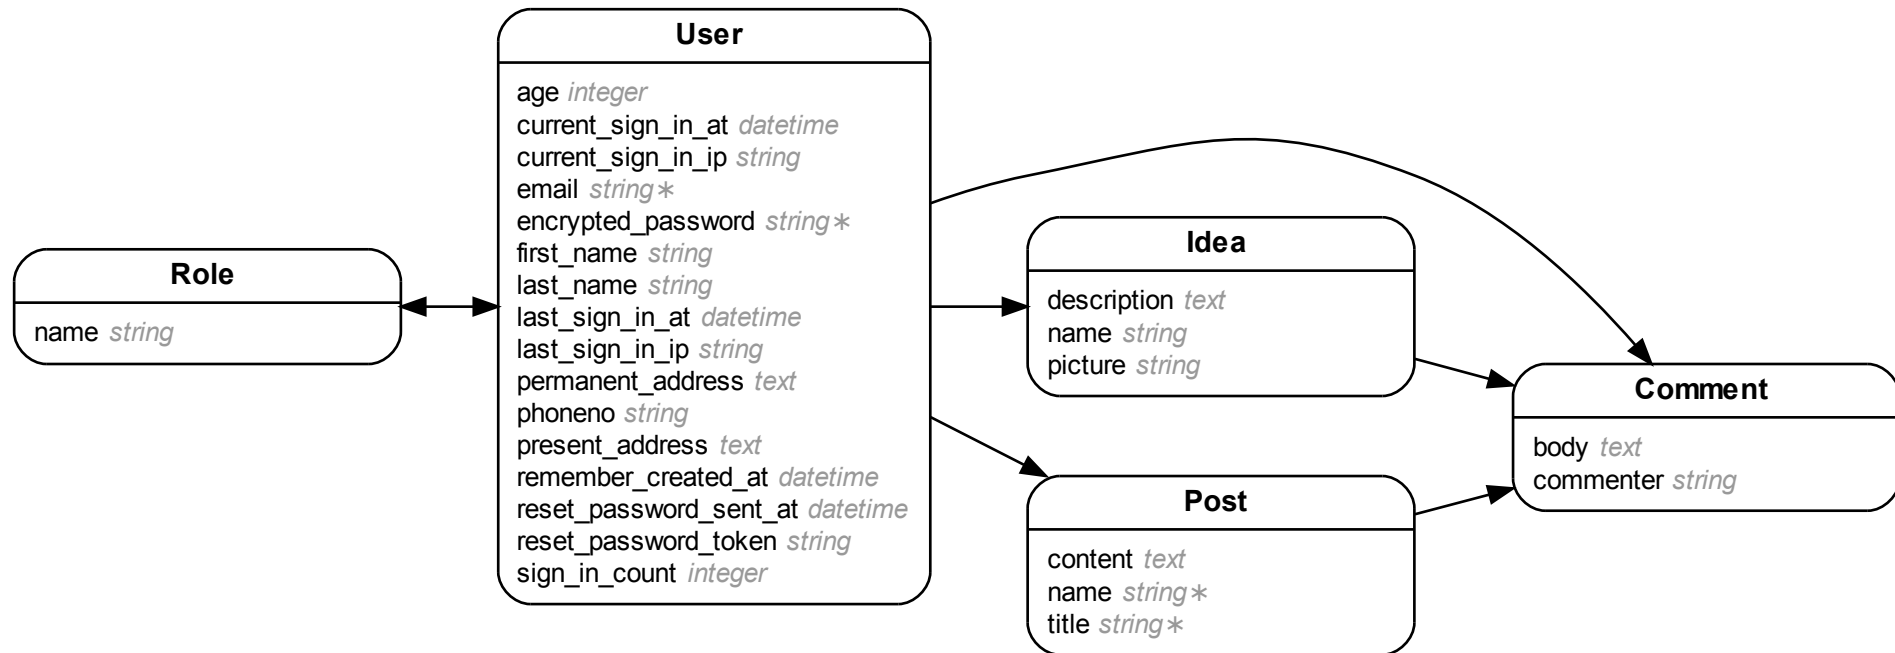 Role
name string
User
age integer
current_sign_in_at datetime
current_sign_in_ip string
email string∗
encrypted_password string∗
first_name string
last_name string
last_sign_in_at datetime
last_sign_in_ip string
permanent_address text
phoneno string
present_address text
remember_created_at datetime
reset_password_sent_at datetime
reset_password_token string
sign_in_count integer
Idea
description text
name string
picture string
Post
content text
name string∗
title string∗
Comment
body text
commenter string